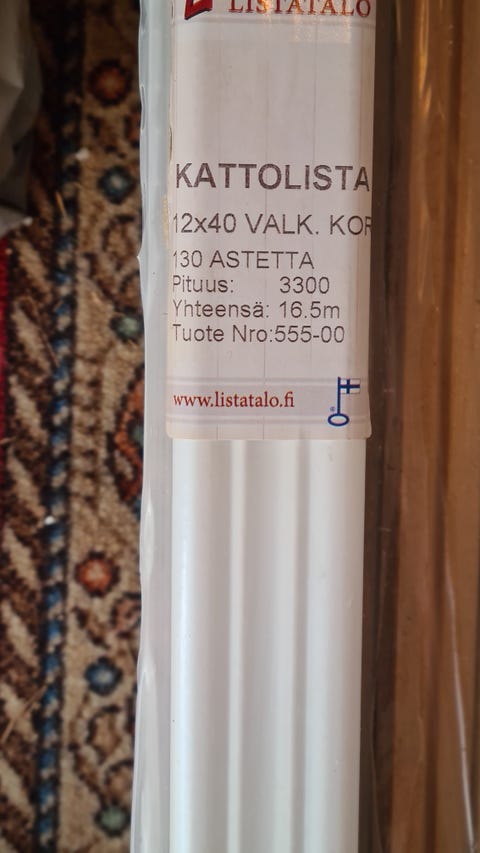 LISTATALO
KATTOLISTA
12x40 VALK. KOR
130 ASTETTA
Pituus: 3300
Yhteensä: 16.5m
Tuote Nro:555-00
www.listatalo.fi
®